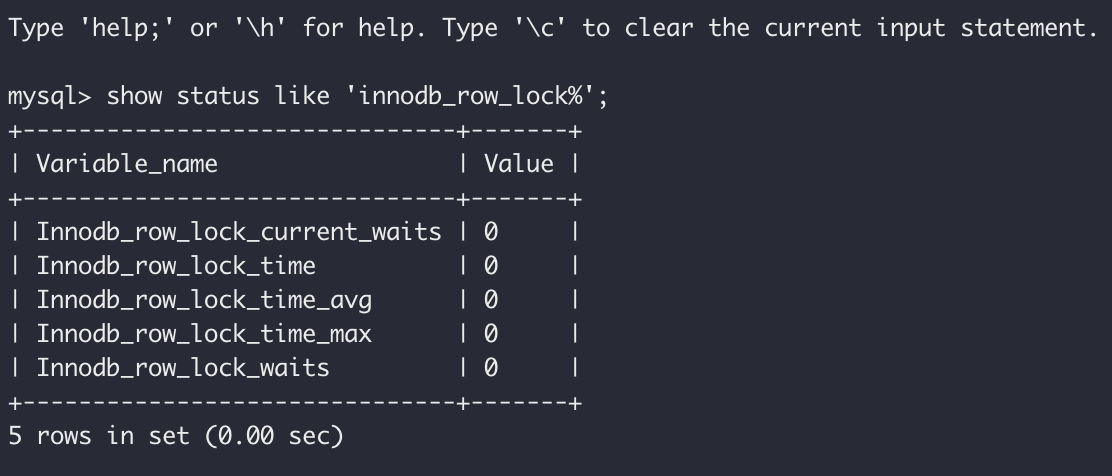 Type 'help;' or '\h' for help. Type '\c' to clear the current input statement.

mysql> show status like 'innodb_row_lock%';
+-------------------------------+-------+
| Variable_name                 | Value |
+-------------------------------+-------+
| Innodb_row_lock_current_waits | 0     |
| Innodb_row_lock_time          | 0     |
| Innodb_row_lock_time_avg      | 0     |
| Innodb_row_lock_time_max      | 0     |
| Innodb_row_lock_waits         | 0     |
+-------------------------------+-------+
5 rows in set (0.00 sec)